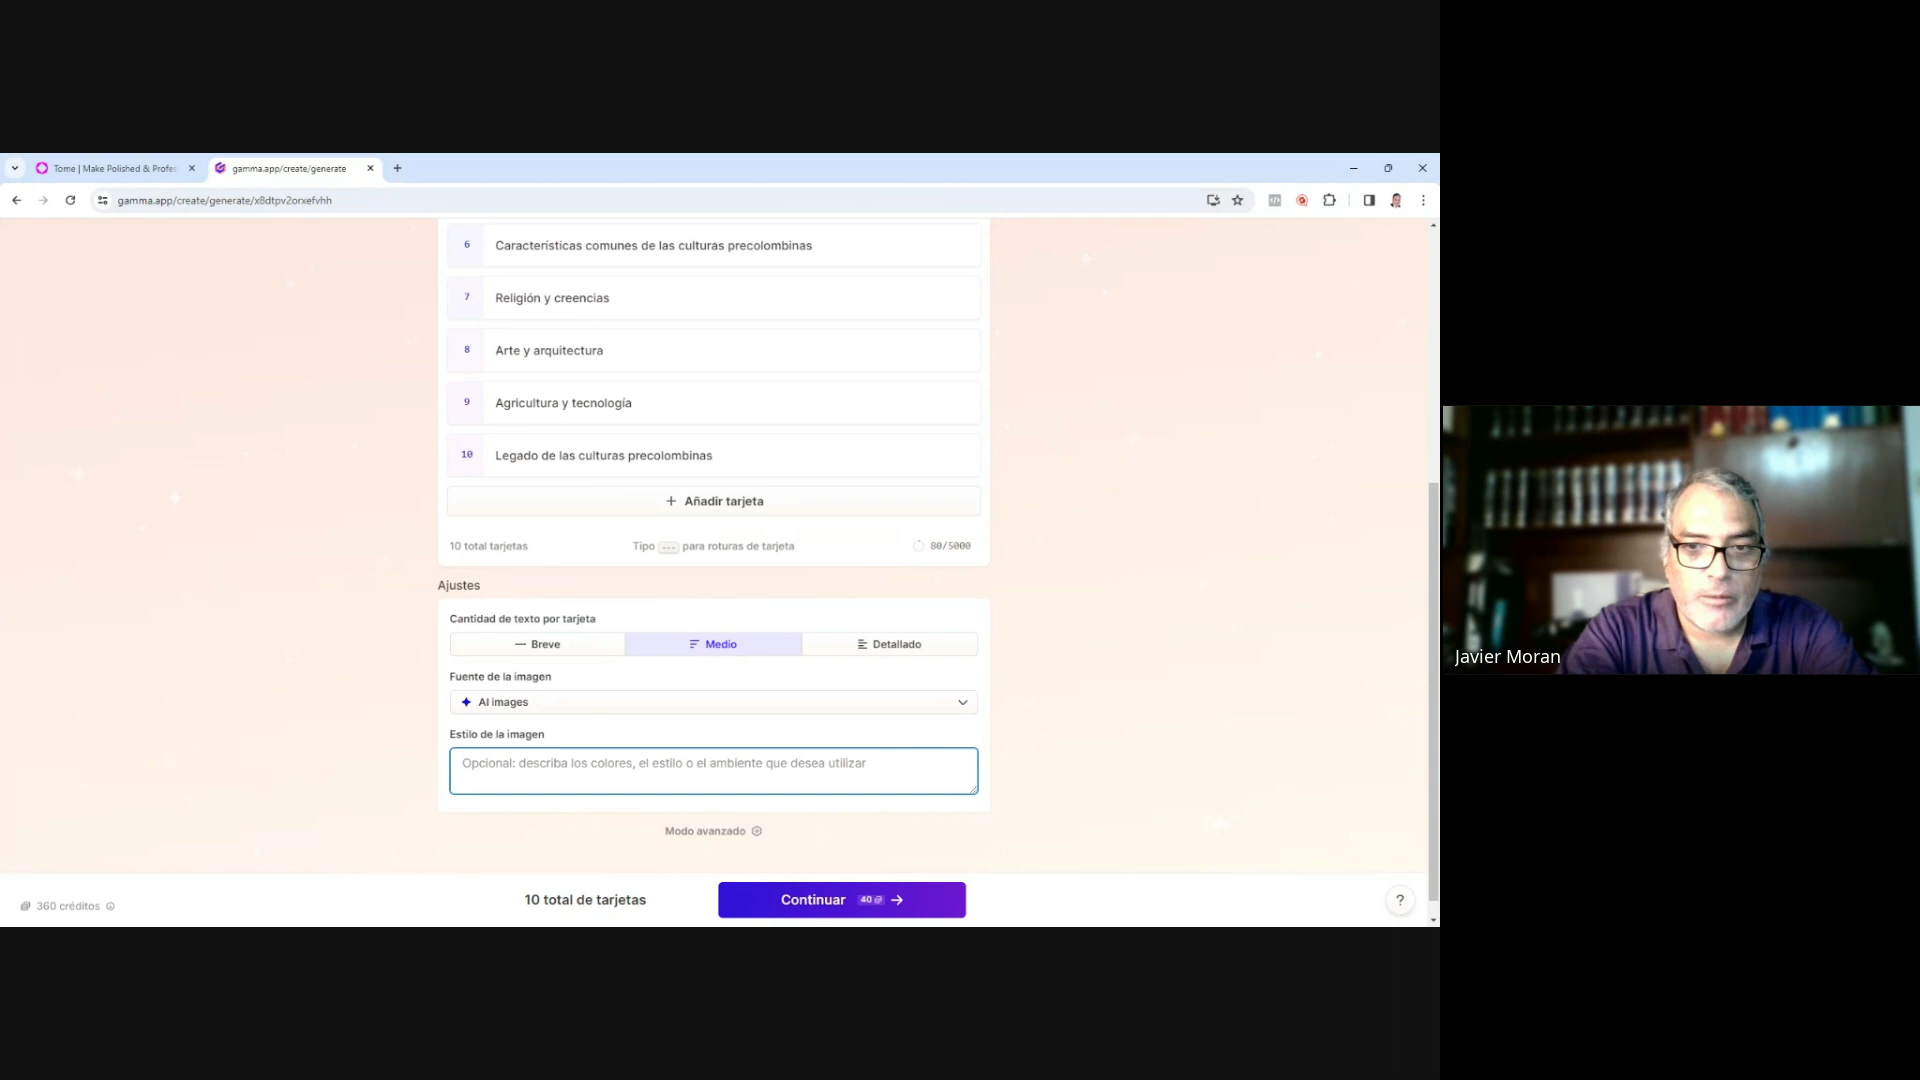 Tome | Make Polished & Profes
gamma.app/create/generate
gamma.app/create/generate/x8dtpv2orxefvhh
6 Características comunes de las culturas precolombinas
7 Religión y creencias
8 Arte y arquitectura
9 Agricultura y tecnología
10 Legado de las culturas precolombinas
+ Añadir tarjeta
10 total tarjetas Tipo --- para roturas de tarjeta 80/5000
Ajustes
Cantidad de texto por tarjeta
Breve Medio Detallado
Fuente de la imagen
AI images
Estilo de la imagen
Opcional: describa los colores, el estilo o el ambiente que desea utilizar
Modo avanzado
360 créditos 10 total de tarjetas Continuar 40 → ?
Javier Moran